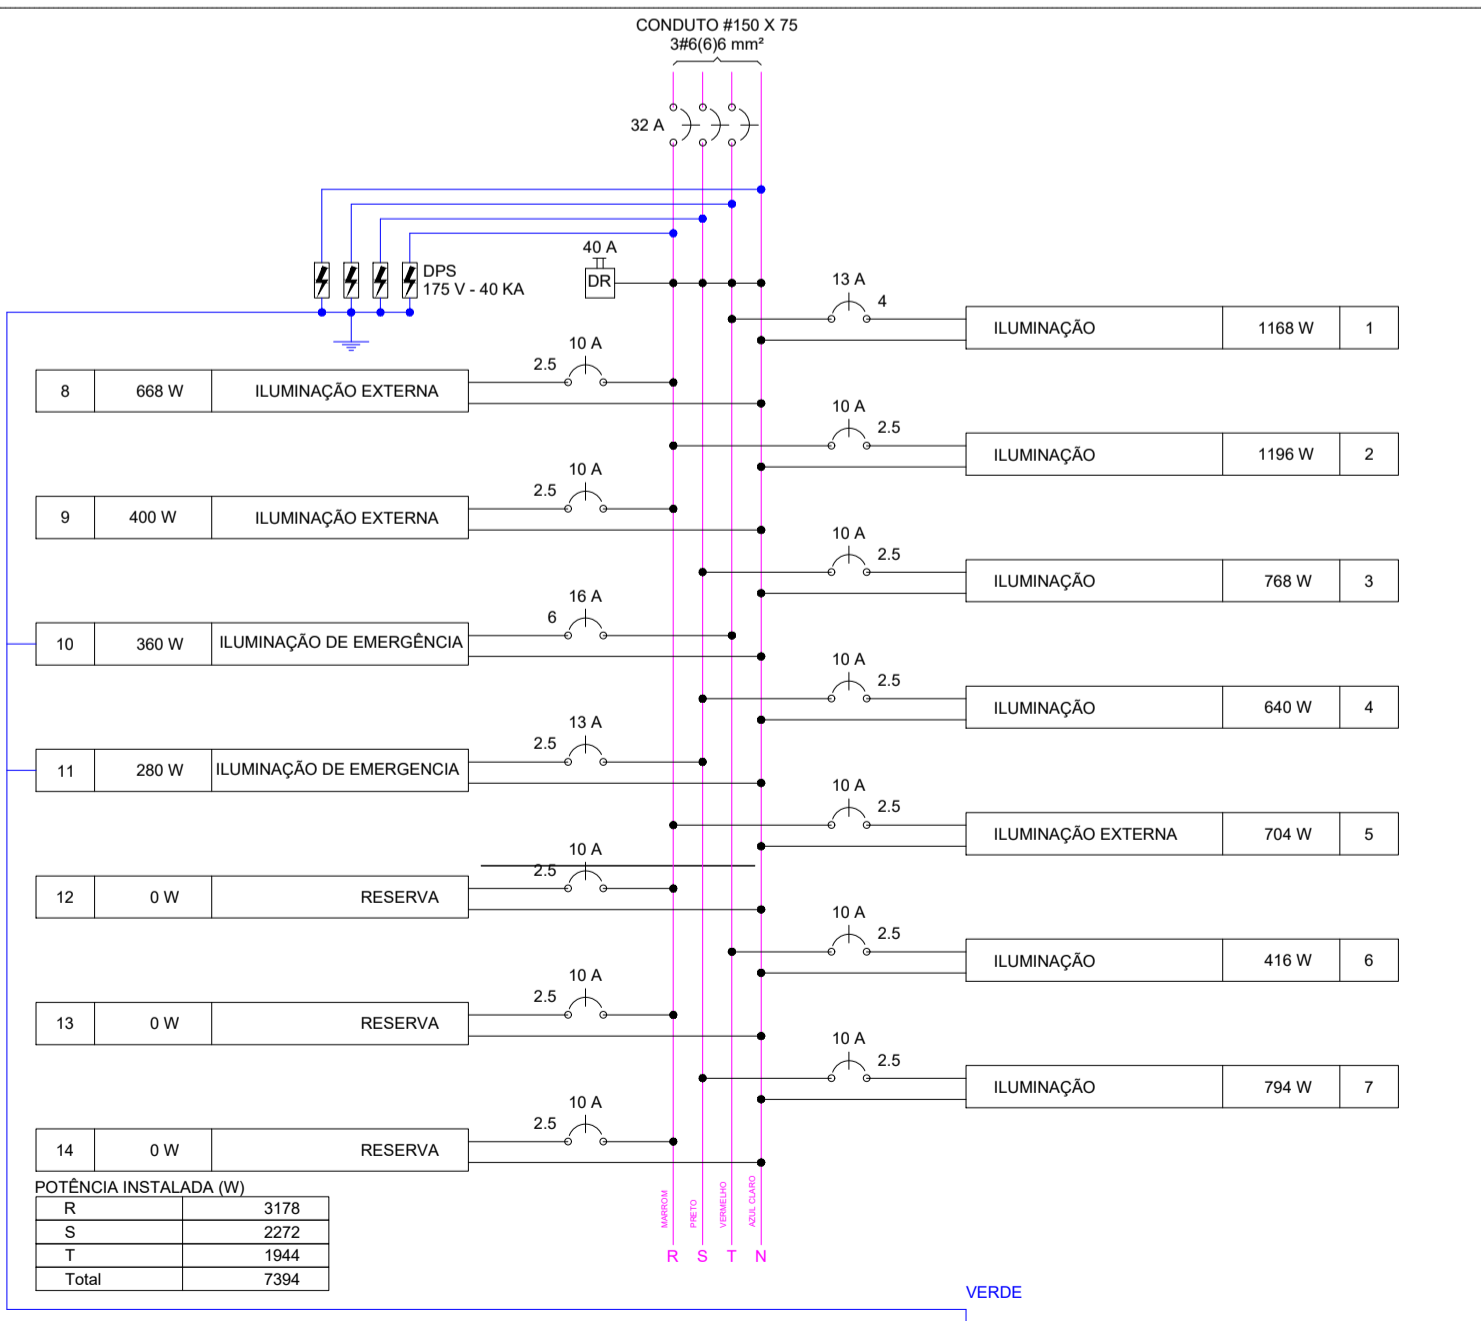 CONDUTO #150 X 75
3#6(6)6 mm²
32 A
DPS
175 V - 40 KA
40 A
DR
13 A
4
ILUMINAÇÃO 1168 W 1
10 A
2.5
8 668 W ILUMINAÇÃO EXTERNA
10 A
2.5
ILUMINAÇÃO 1196 W 2
10 A
2.5
9 400 W ILUMINAÇÃO EXTERNA
10 A
2.5
ILUMINAÇÃO 768 W 3
16 A
6
10 360 W ILUMINAÇÃO DE EMERGÊNCIA
10 A
2.5
ILUMINAÇÃO 640 W 4
13 A
2.5
11 280 W ILUMINAÇÃO DE EMERGENCIA
10 A
2.5
ILUMINAÇÃO EXTERNA 704 W 5
10 A
2.5
12 0 W RESERVA
10 A
2.5
ILUMINAÇÃO 416 W 6
10 A
2.5
13 0 W RESERVA
10 A
2.5
ILUMINAÇÃO 794 W 7
10 A
2.5
14 0 W RESERVA
POTÊNCIA INSTALADA (W)
R 3178
S 2272
T 1944
Total 7394
MARROM
PRETO
VERMELHO
AZUL CLARO
R S T N
VERDE